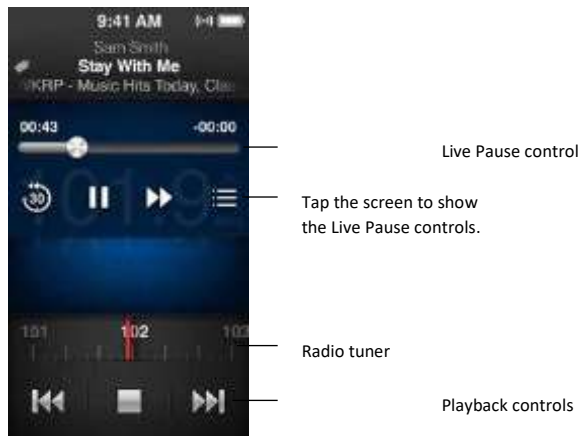 9:41 AM
Sam Smith
Stay With Me
KRP - Music Hits Today, Cla
00:43 -00:00
Live Pause control
30
Tap the screen to show
the Live Pause controls.
101 102 103
Radio tuner
Playback controls